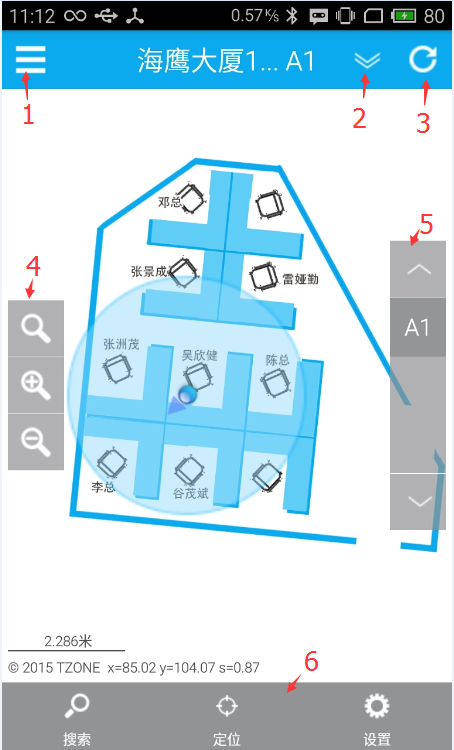 11:12 0.57 K/s 80
海鹰大厦1... A1
1
2
3
邓总
5
张景成
雷娅勤
4
A1
张洲茂
吴欣健
陈总
李总
谷茂斌
2.286米
© 2015 TZONE x=85.02 y=104.07 s=0.87
6
搜索 定位 设置